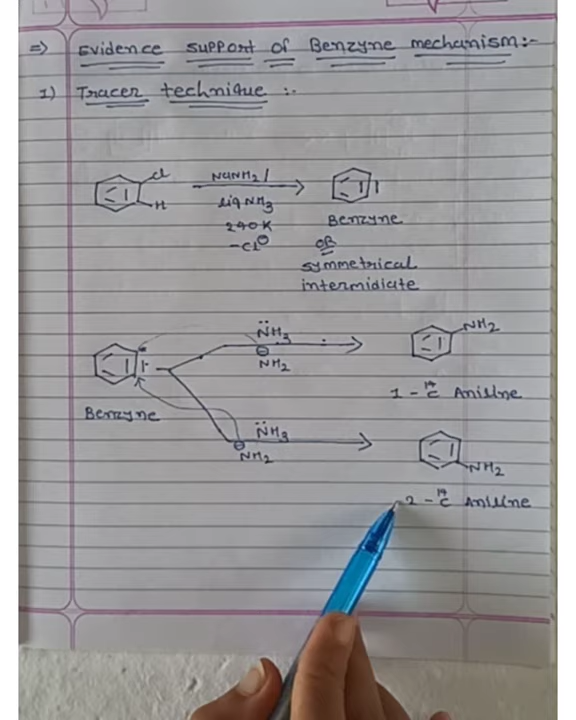 => Evidence support of Benzyne mechanism:-
1) Tracer technique :-
Cl
H
NaNH2 /
liq NH3
240K
-Cl⊖
Benzyne
OR
symmetrical
intermidiate
N̈H3
⊖
NH2
NH2
1 - 14C Aniline
Benzyne
N̈H3
⊖
NH2
NH2
2 - 14C Aniline